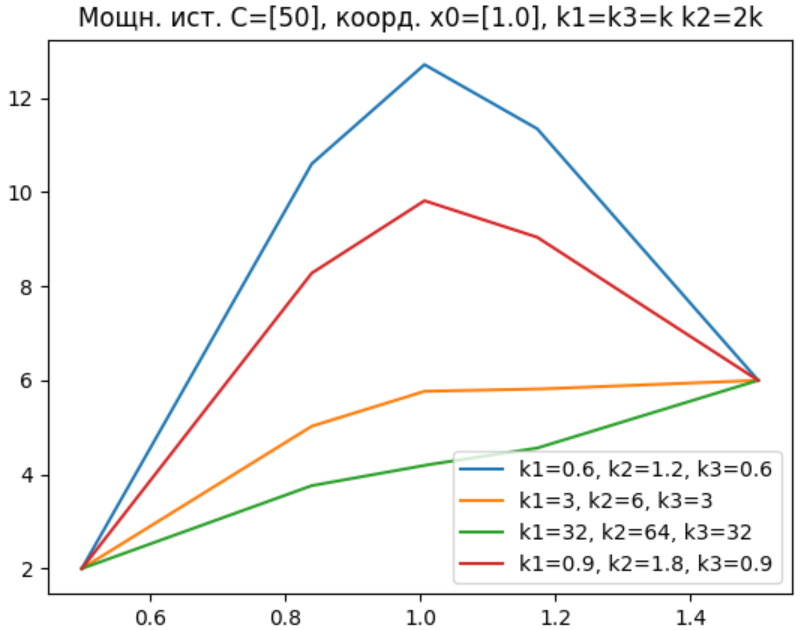 Мощн. ист. C=[50], коорд. x0=[1.0], k1=k3=k k2=2k
12
10
8
6
4
2
k1=0.6, k2=1.2, k3=0.6
k1=3, k2=6, k3=3
k1=32, k2=64, k3=32
k1=0.9, k2=1.8, k3=0.9
0.6 0.8 1.0 1.2 1.4